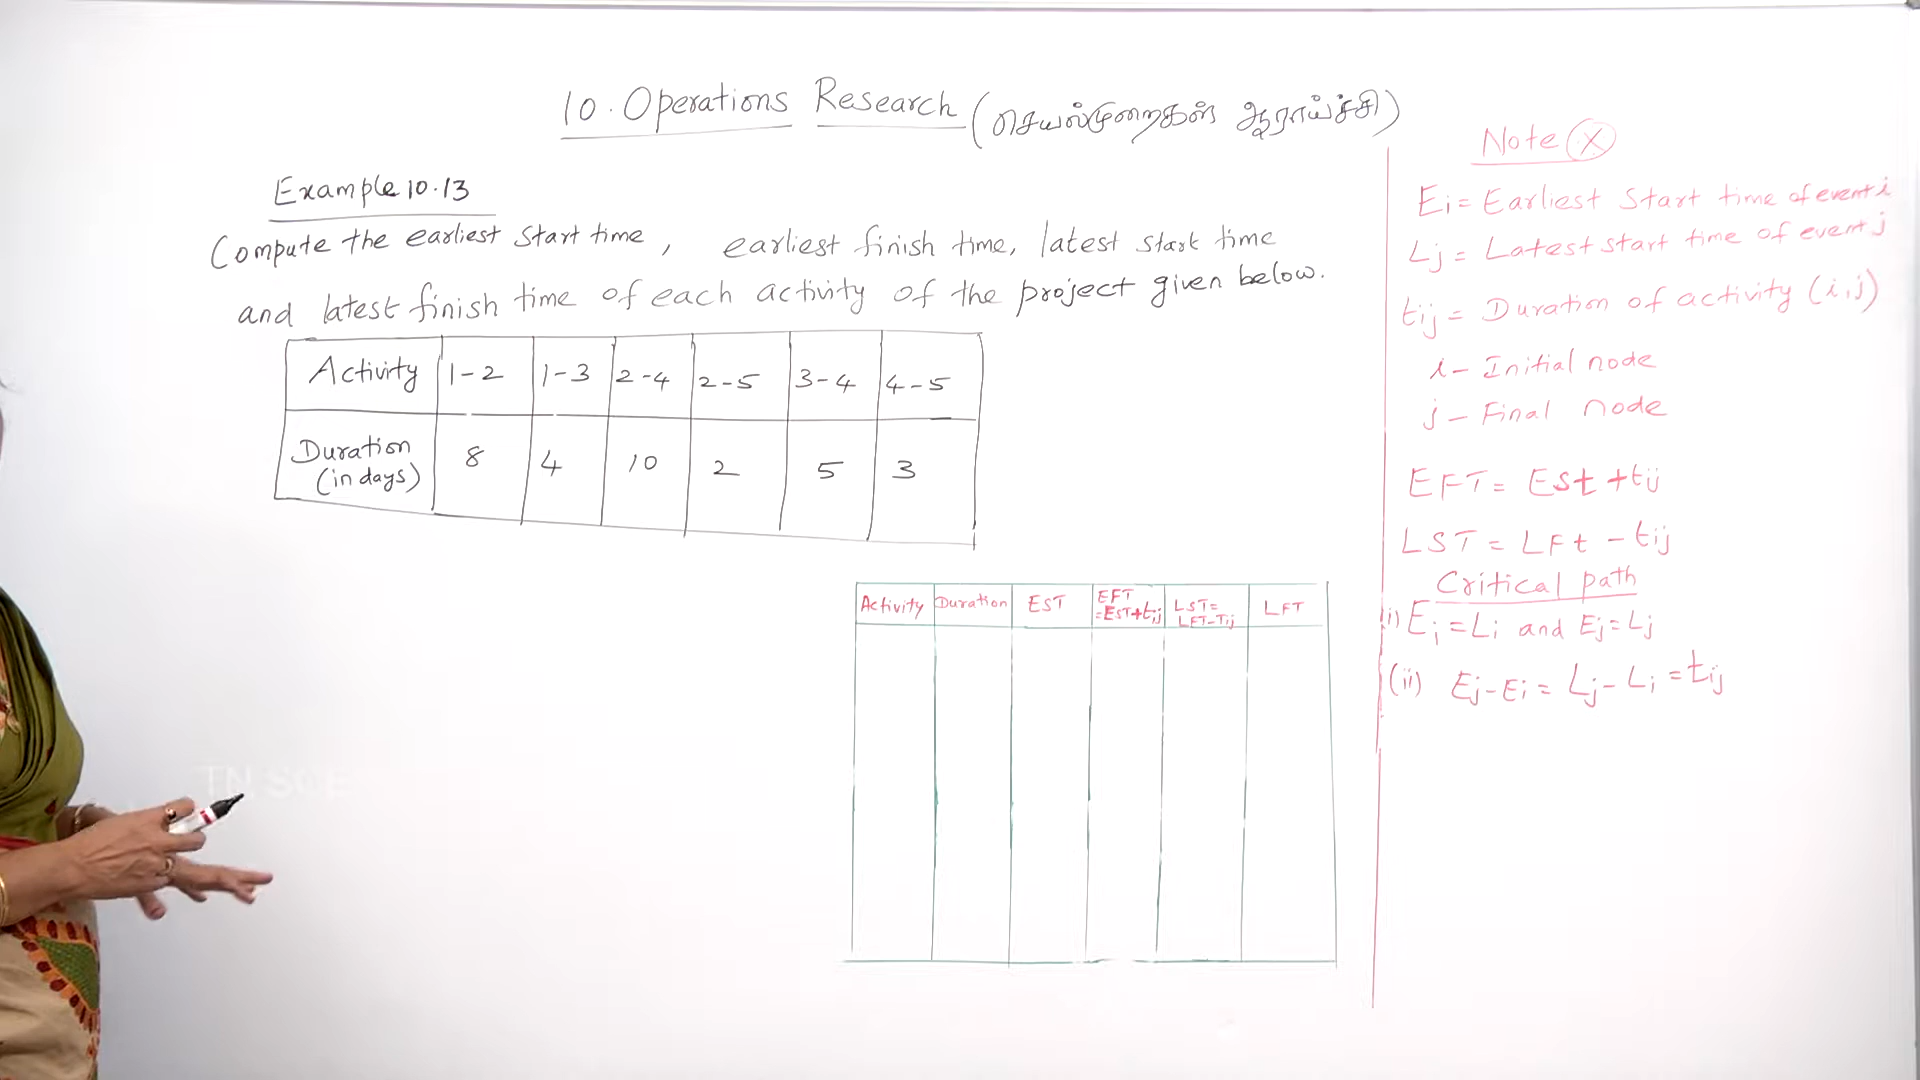 10. Operations Research (செயல்முறைகள் ஆராய்ச்சி)
Example 10.13
Compute the earliest start time, earliest finish time, latest start time
and latest finish time of each activity of the project given below.
Activity 1-2 1-3 2-4 2-5 3-4 4-5
Duration (in days) 8 4 10 2 5 3
Activity Duration EST EFT =EST+tij LST= LFT-Tij LFT
Note X
Ei = Earliest Start time of event i
Lj = Latest start time of event j
tij = Duration of activity (i,j)
i - Initial node
j - Final node
EFT = Est + tij
LST = LFt - tij
Critical path
i) Ei = Li and Ej = Lj
(ii) Ej - Ei = Lj - Li = tij